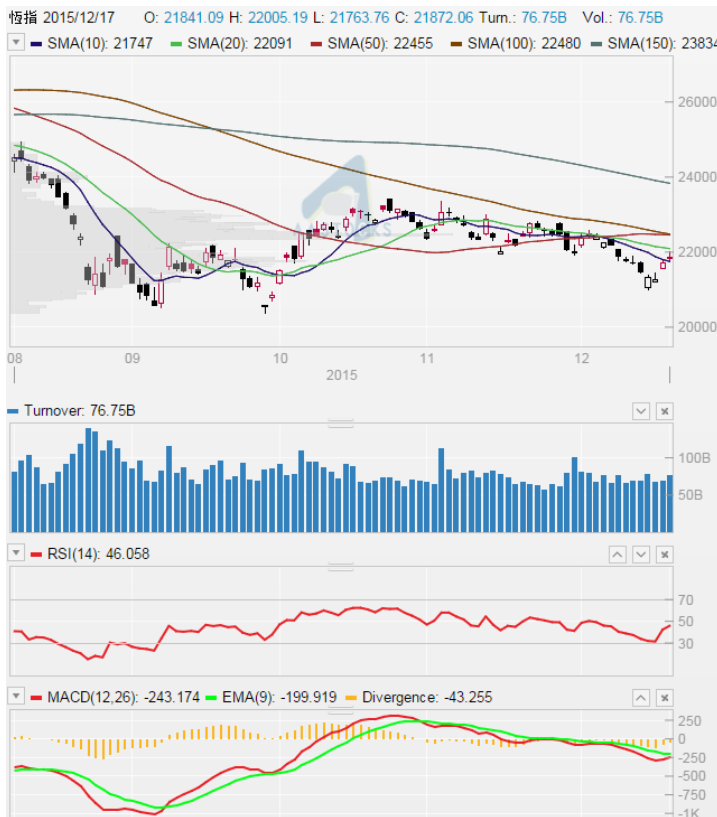 恆指 2015/12/17 O: 21841.09 H: 22005.19 L: 21763.76 C: 21872.06 Turn.: 76.75B Vol.: 76.75B
SMA(10): 21747 SMA(20): 22091 SMA(50): 22455 SMA(100): 22480 SMA(150): 23834
26000
24000
22000
20000
08 09 10 11 12
2015
Turnover: 76.75B
100B
50B
RSI(14): 46.058
70
50
30
MACD(12,26): -243.174 EMA(9): -199.919 Divergence: -43.255
250
0
-250
-500
-750
-1K